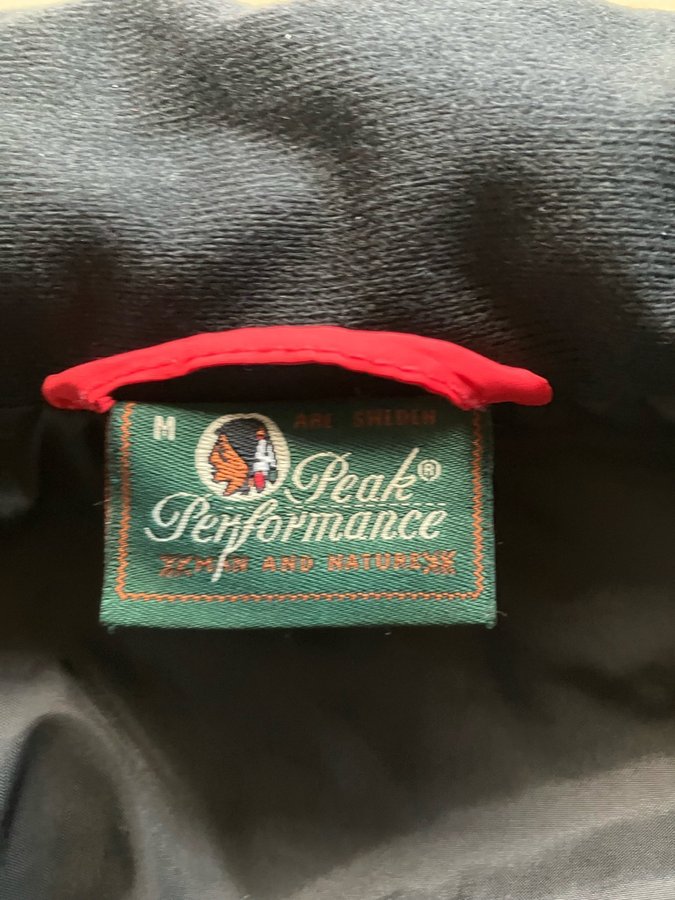 M ARE SWEDEN
Peak®
Performance
MAN AND NATURE